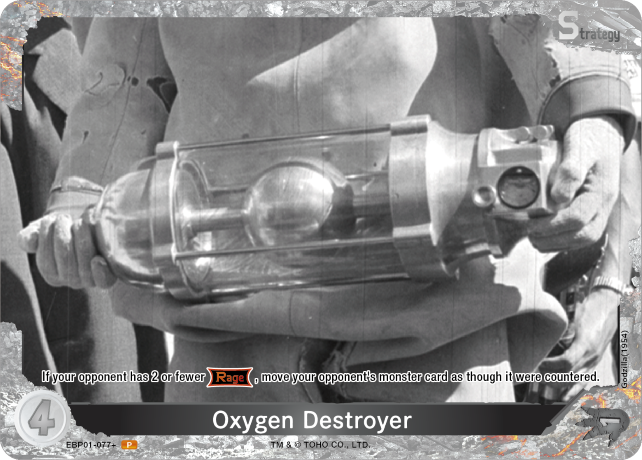 Strategy
Godzilla(1954)
If your opponent has 2 or fewer Rage, move your opponent's monster card as though it were countered.
4
Oxygen Destroyer
1
EBP01-077+ P
TM & © TOHO CO., LTD.